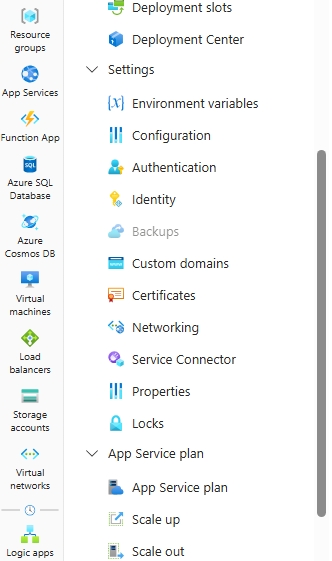 Resource
groups
App Services
Function App
Azure SQL
Database
Azure
Cosmos DB
Virtual
machines
Load
balancers
Storage
accounts
Virtual
networks
Logic apps
Deployment slots
Deployment Center
Settings
Environment variables
Configuration
Authentication
Identity
Backups
Custom domains
Certificates
Networking
Service Connector
Properties
Locks
App Service plan
App Service plan
Scale up
Scale out